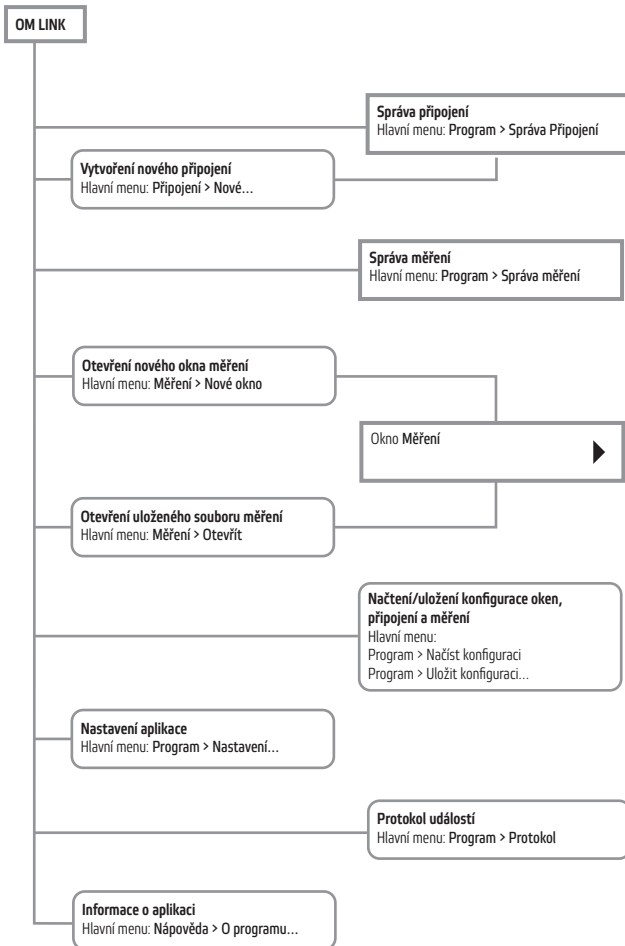 OM LINK
Správa připojení
Hlavní menu: Program > Správa Připojení
Vytvoření nového připojení
Hlavní menu: Připojení > Nové...
Správa měření
Hlavní menu: Program > Správa měření
Otevření nového okna měření
Hlavní menu: Měření > Nové okno
Okno Měření
Otevření uloženého souboru měření
Hlavní menu: Měření > Otevřít
Načtení/uložení konfigurace oken,
připojení a měření
Hlavní menu:
Program > Načíst konfiguraci
Program > Uložit konfiguraci...
Nastavení aplikace
Hlavní menu: Program > Nastavení...
Protokol událostí
Hlavní menu: Program > Protokol
Informace o aplikaci
Hlavní menu: Nápověda > O programu...